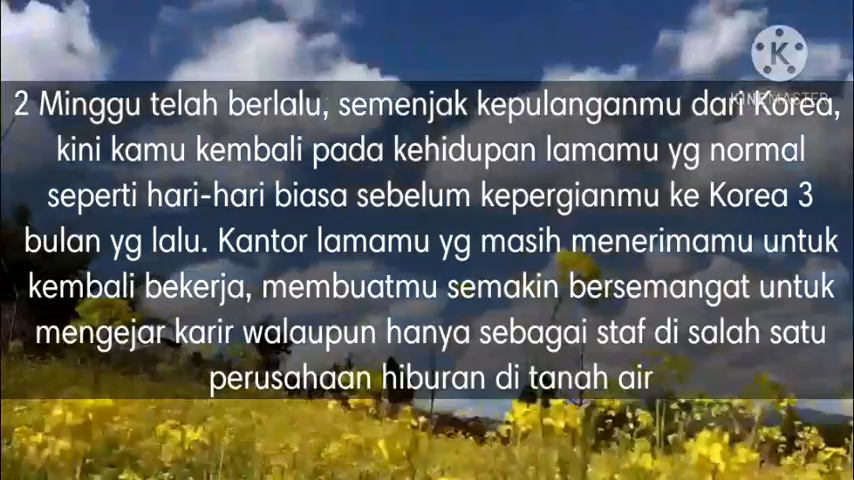 K
KINEMASTER
2 Minggu telah berlalu, semenjak kepulanganmu dari Korea,
kini kamu kembali pada kehidupan lamamu yg normal
seperti hari-hari biasa sebelum kepergianmu ke Korea 3
bulan yg lalu. Kantor lamamu yg masih menerimamu untuk
kembali bekerja, membuatmu semakin bersemangat untuk
mengejar karir walaupun hanya sebagai staf di salah satu
perusahaan hiburan di tanah air